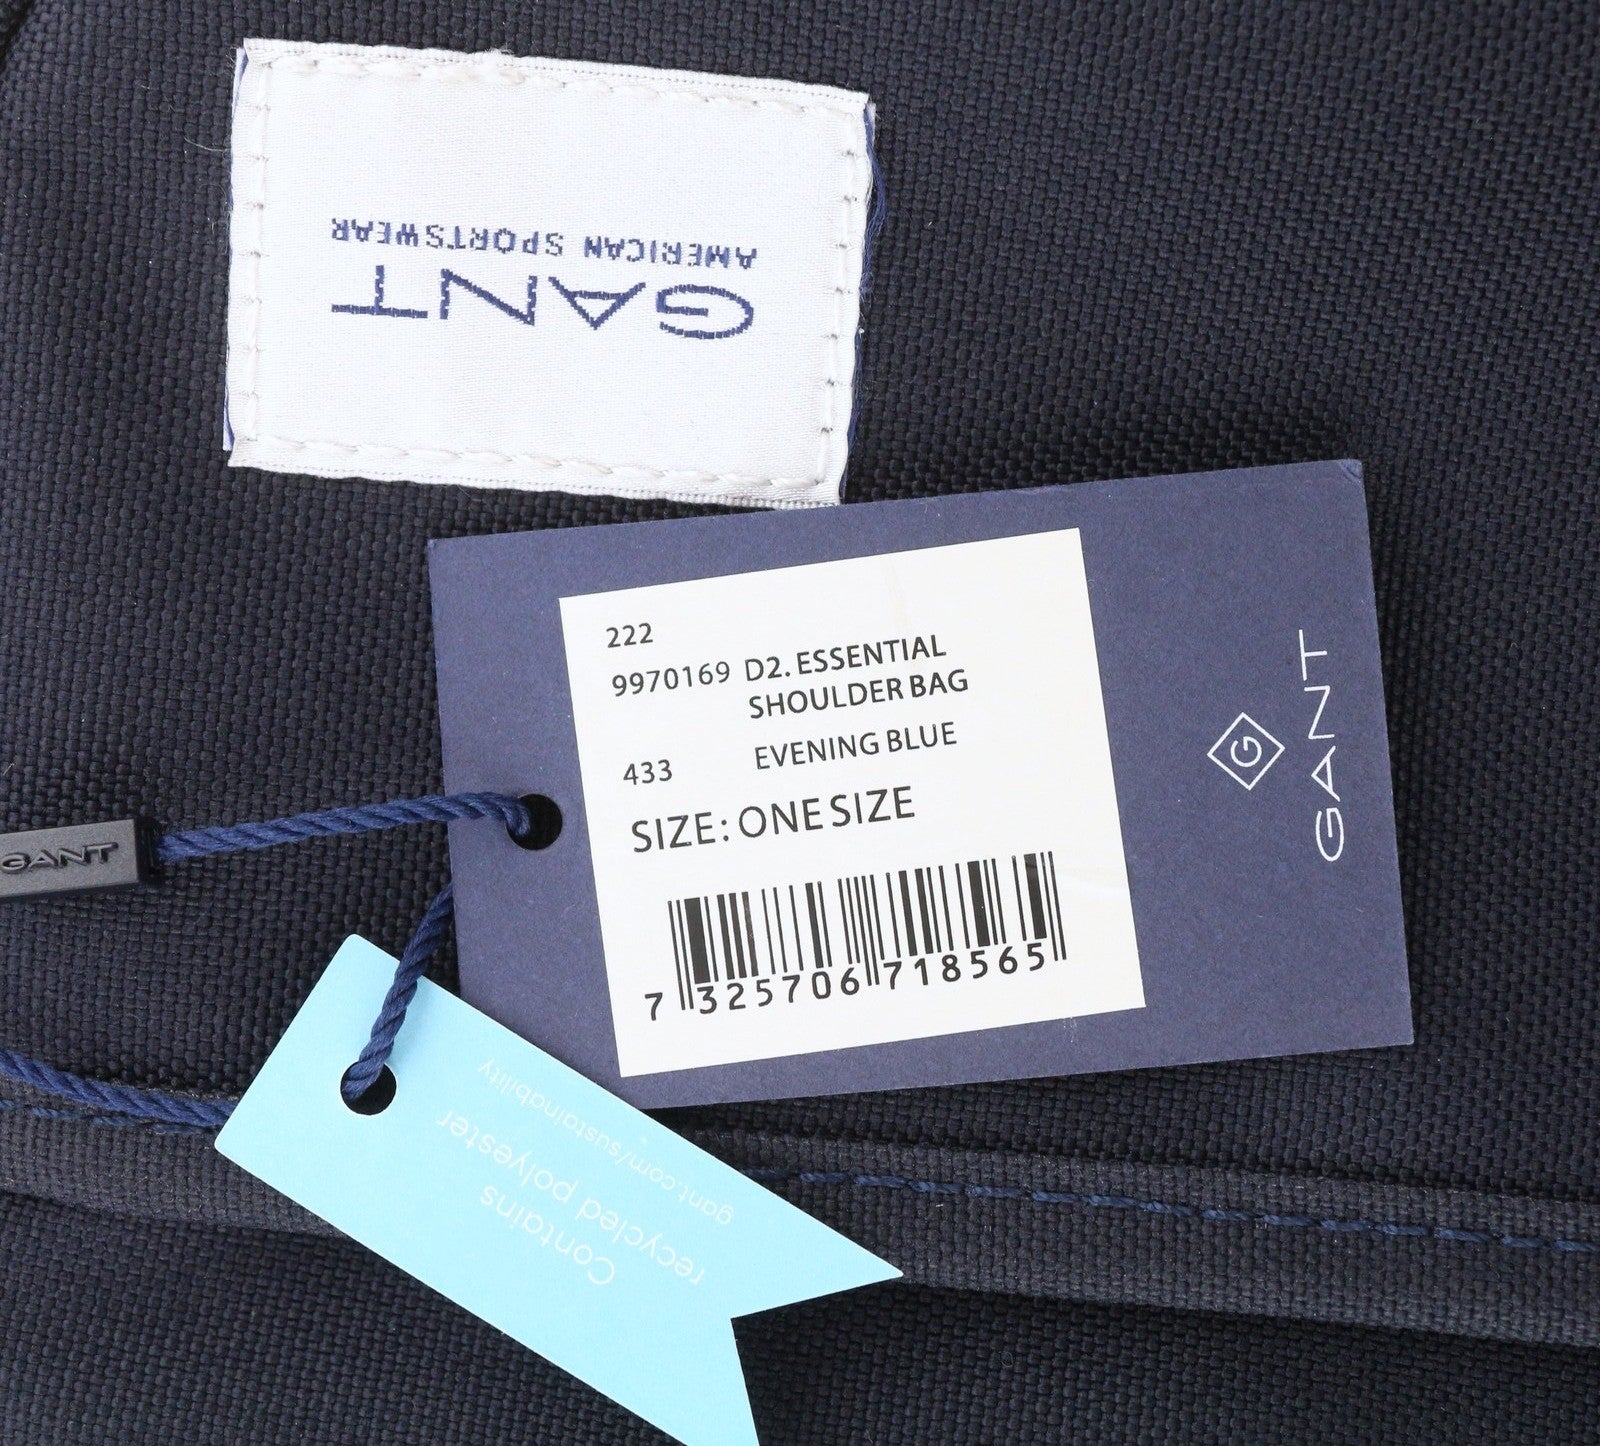 GANT
AMERICAN SPORTSWEAR
222
9970169 D2. ESSENTIAL
SHOULDER BAG
433 EVENING BLUE
SIZE: ONE SIZE
7 325706 718565
G
GANT
GANT
Contains
recycled polyester
gant.com/sustainability